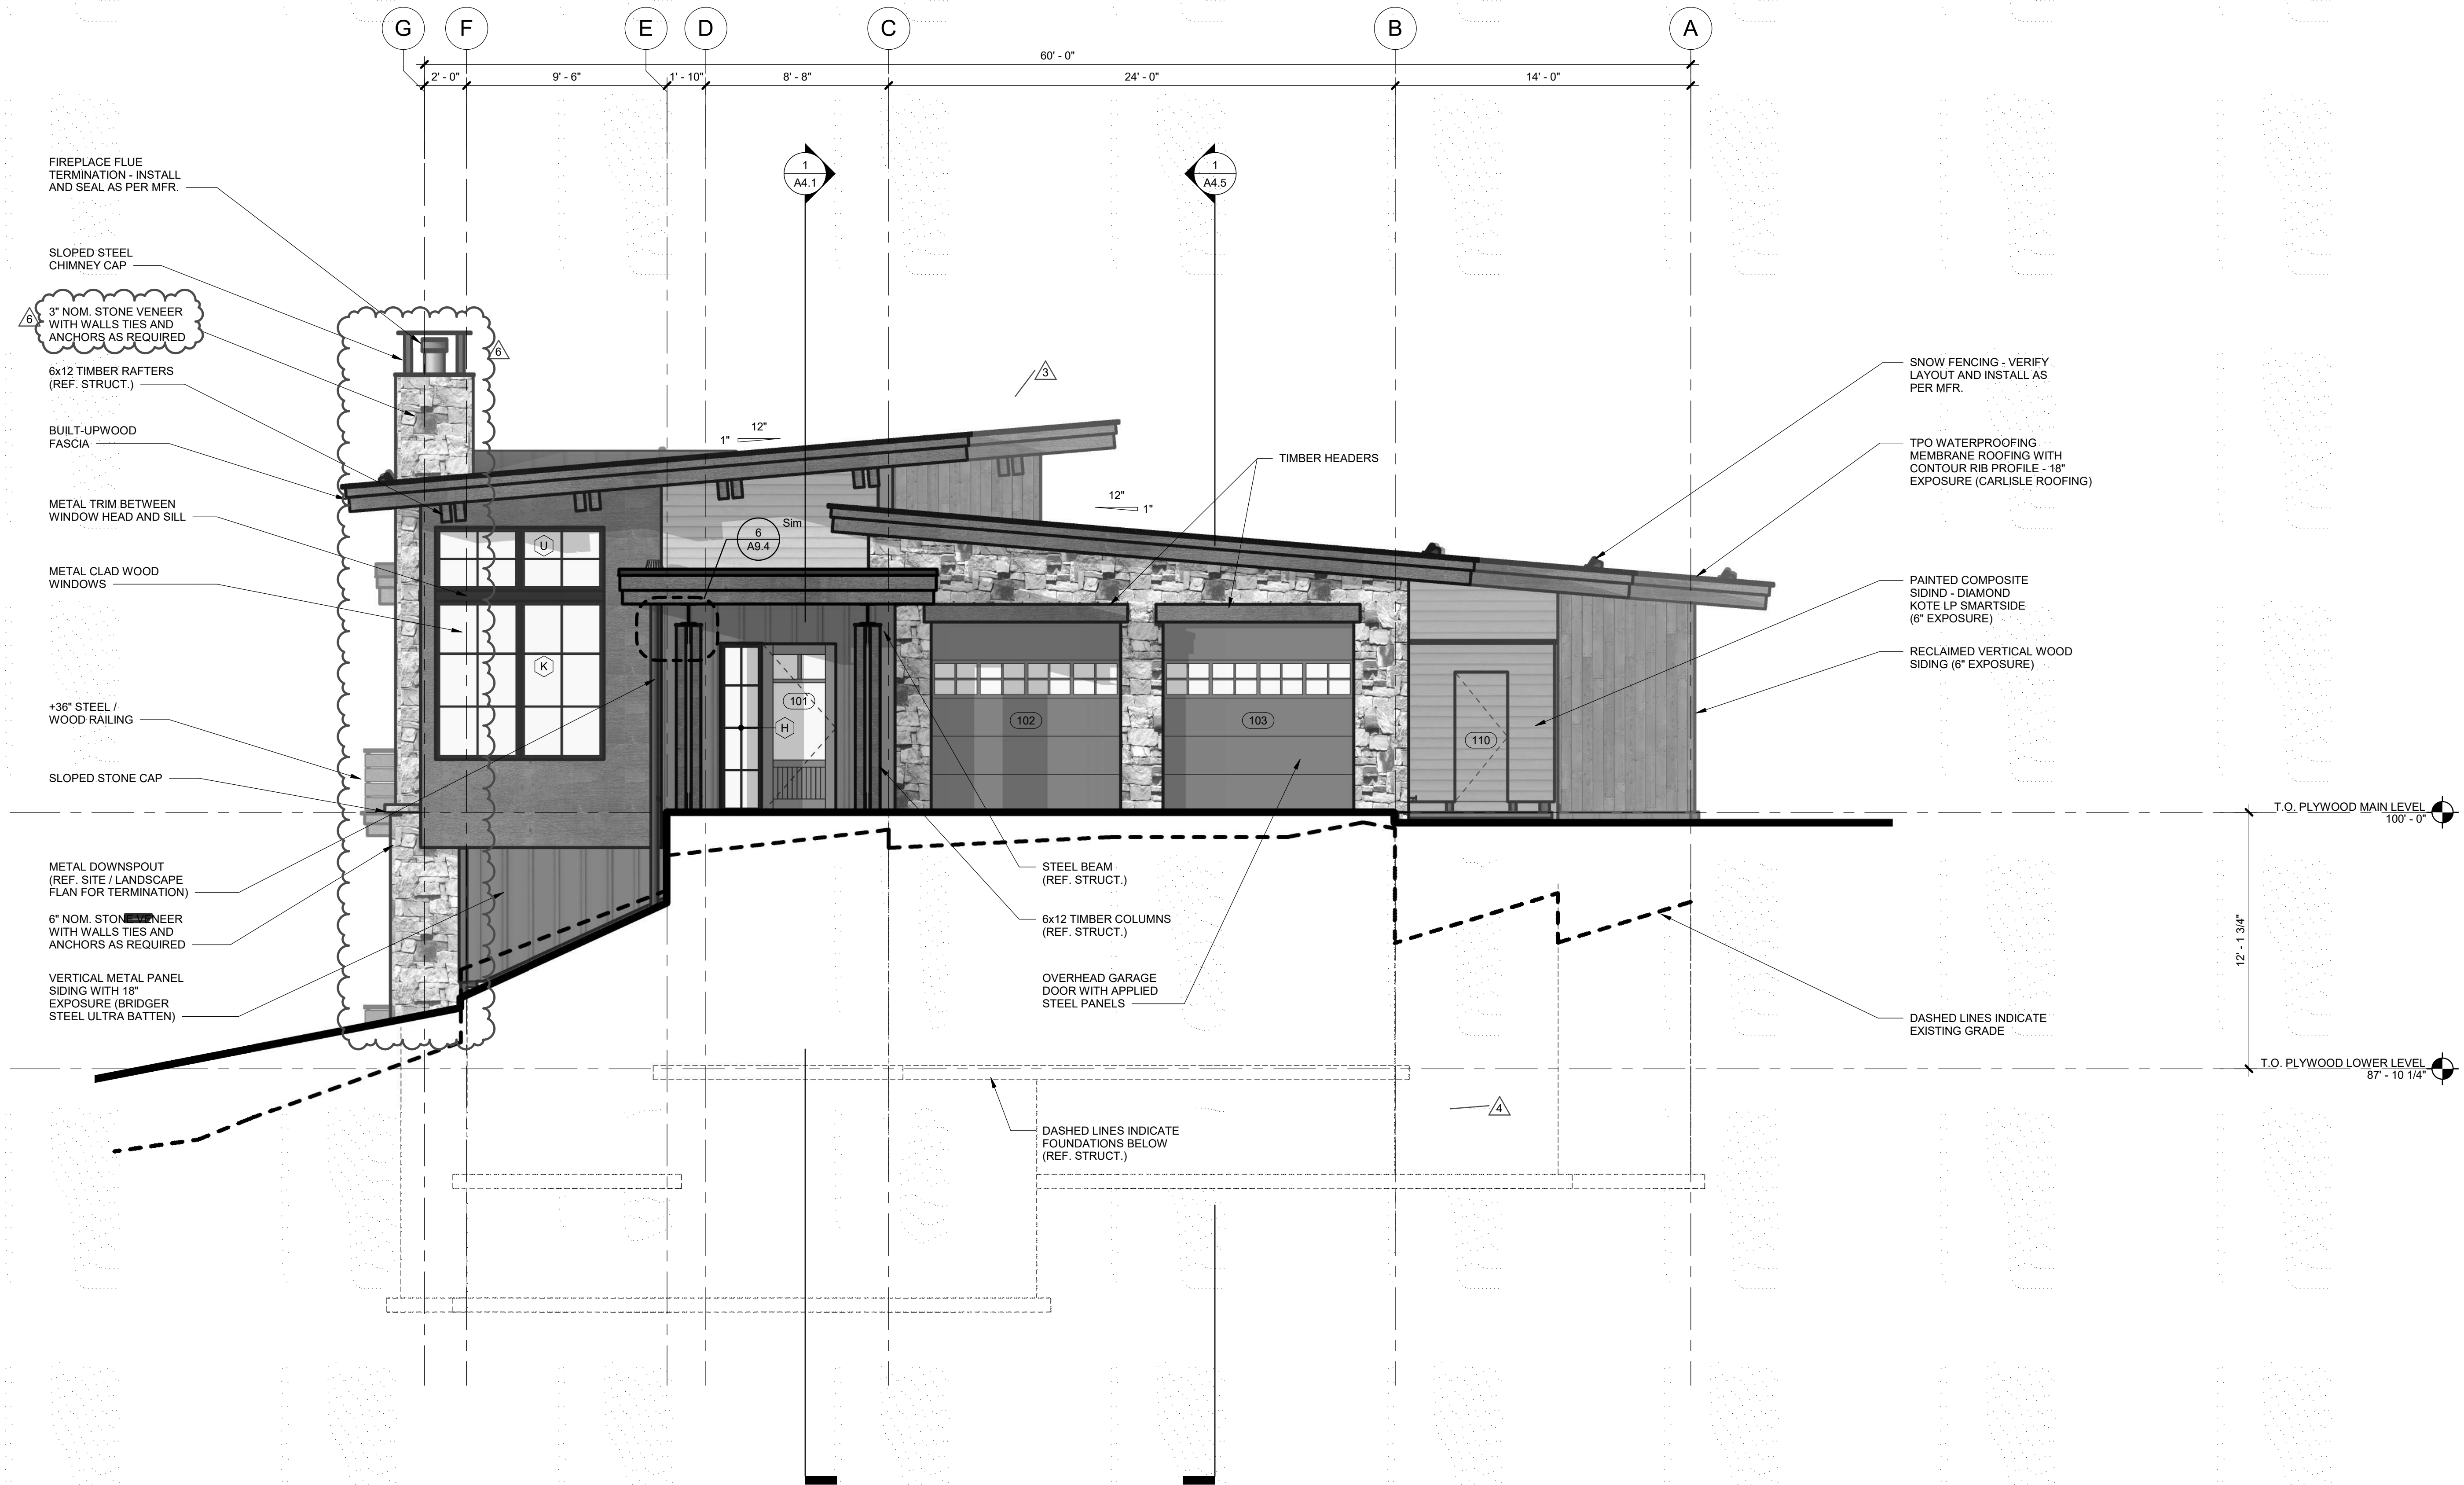 G
F
E
D
C
B
A
60' - 0"
2' - 0"
9' - 6"
1' - 10"
8' - 8"
24' - 0"
14' - 0"
1
A4.1
1
A4.5
FIREPLACE FLUE
TERMINATION - INSTALL
AND SEAL AS PER MFR.
SLOPED STEEL
CHIMNEY CAP
6
3" NOM. STONE VENEER
WITH WALLS TIES AND
ANCHORS AS REQUIRED
6
6x12 TIMBER RAFTERS
(REF. STRUCT.)
BUILT-UPWOOD
FASCIA
METAL TRIM BETWEEN
WINDOW HEAD AND SILL
METAL CLAD WOOD
WINDOWS
+36" STEEL /
WOOD RAILING
SLOPED STONE CAP
METAL DOWNSPOUT
(REF. SITE / LANDSCAPE
FLAN FOR TERMINATION)
6" NOM. STONE VENEER
WITH WALLS TIES AND
ANCHORS AS REQUIRED
VERTICAL METAL PANEL
SIDING WITH 18"
EXPOSURE (BRIDGER
STEEL ULTRA BATTEN)
3
12"
1"
12"
1"
TIMBER HEADERS
6
A9.4
Sim
U
K
H
101
102
103
110
STEEL BEAM
(REF. STRUCT.)
6x12 TIMBER COLUMNS
(REF. STRUCT.)
OVERHEAD GARAGE
DOOR WITH APPLIED
STEEL PANELS
DASHED LINES INDICATE
FOUNDATIONS BELOW
(REF. STRUCT.)
4
SNOW FENCING - VERIFY
LAYOUT AND INSTALL AS
PER MFR.
TPO WATERPROOFING
MEMBRANE ROOFING WITH
CONTOUR RIB PROFILE - 18"
EXPOSURE (CARLISLE ROOFING)
PAINTED COMPOSITE
SIDIND - DIAMOND
KOTE LP SMARTSIDE
(6" EXPOSURE)
RECLAIMED VERTICAL WOOD
SIDING (6" EXPOSURE)
DASHED LINES INDICATE
EXISTING GRADE
T.O. PLYWOOD MAIN LEVEL
100' - 0"
12' - 1 3/4"
T.O. PLYWOOD LOWER LEVEL
87' - 10 1/4"